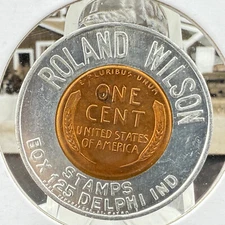 ROLAND WILSON
E PLURIBUS UNUM
ONE
CENT
UNITED STATES
OF AMERICA
STAMPS
BOX 125 DELPHI IND